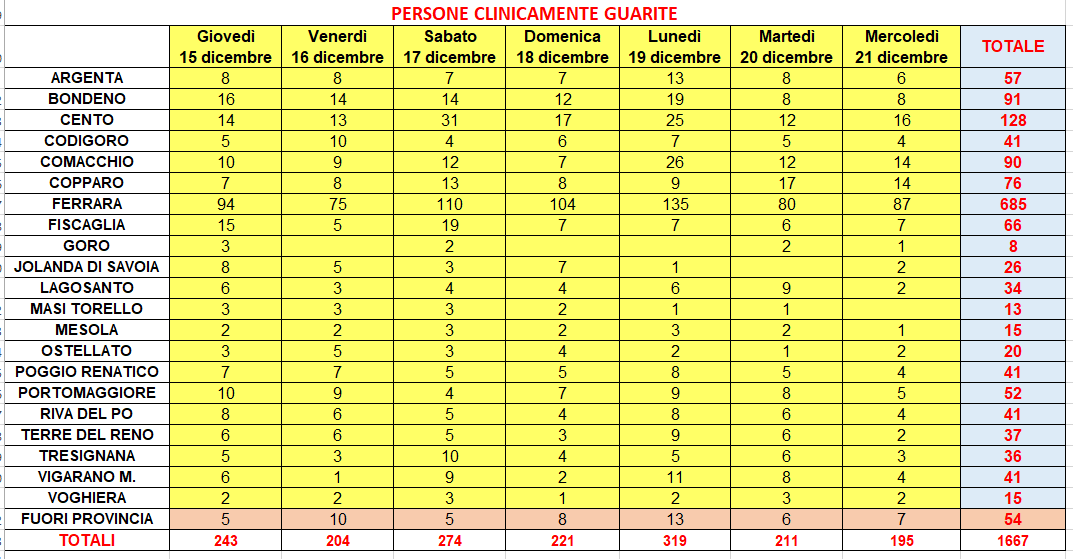 PERSONE CLINICAMENTE GUARITE
Giovedì 15 dicembre Venerdì 16 dicembre Sabato 17 dicembre Domenica 18 dicembre Lunedì 19 dicembre Martedì 20 dicembre Mercoledì 21 dicembre TOTALE
ARGENTA 8 8 7 7 13 8 6 57
BONDENO 16 14 14 12 19 8 8 91
CENTO 14 13 31 17 25 12 16 128
CODIGORO 5 10 4 6 7 5 4 41
COMACCHIO 10 9 12 7 26 12 14 90
COPPARO 7 8 13 8 9 17 14 76
FERRARA 94 75 110 104 135 80 87 685
FISCAGLIA 15 5 19 7 7 6 7 66
GORO 3 2 2 1 8
JOLANDA DI SAVOIA 8 5 3 7 1 2 26
LAGOSANTO 6 3 4 4 6 9 2 34
MASI TORELLO 3 3 3 2 1 1 13
MESOLA 2 2 3 2 3 2 1 15
OSTELLATO 3 5 3 4 2 1 2 20
POGGIO RENATICO 7 7 5 5 8 5 4 41
PORTOMAGGIORE 10 9 4 7 9 8 5 52
RIVA DEL PO 8 6 5 4 8 6 4 41
TERRE DEL RENO 6 6 5 3 9 6 2 37
TRESIGNANA 5 3 10 4 5 6 3 36
VIGARANO M. 6 1 9 2 11 8 4 41
VOGHIERA 2 2 3 1 2 3 2 15
FUORI PROVINCIA 5 10 5 8 13 6 7 54
TOTALI 243 204 274 221 319 211 195 1667